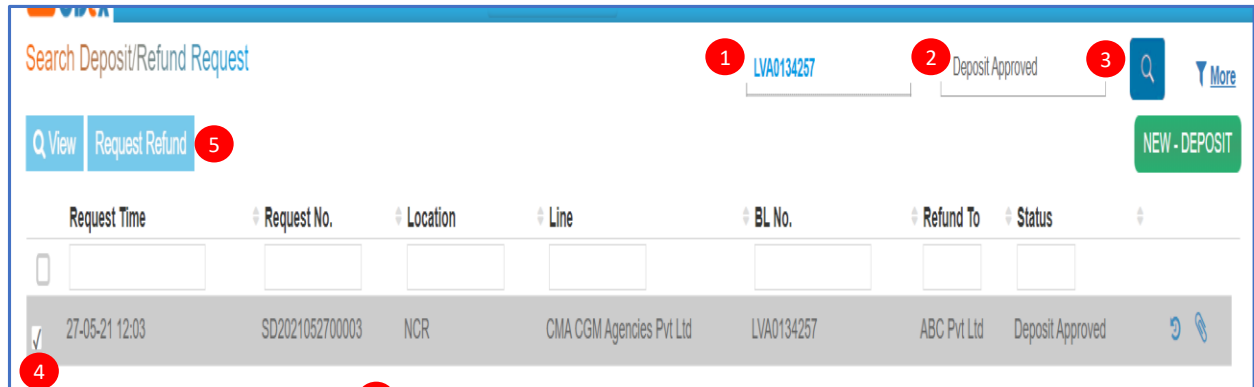 Search Deposit/Refund Request
1 LVA0134257 2 Deposit Approved 3 More
View Request Refund 5 NEW - DEPOSIT
Request Time Request No. Location Line BL No. Refund To Status
27-05-21 12:03 SD2021052700003 NCR CMA CGM Agencies Pvt Ltd LVA0134257 ABC Pvt Ltd Deposit Approved
4